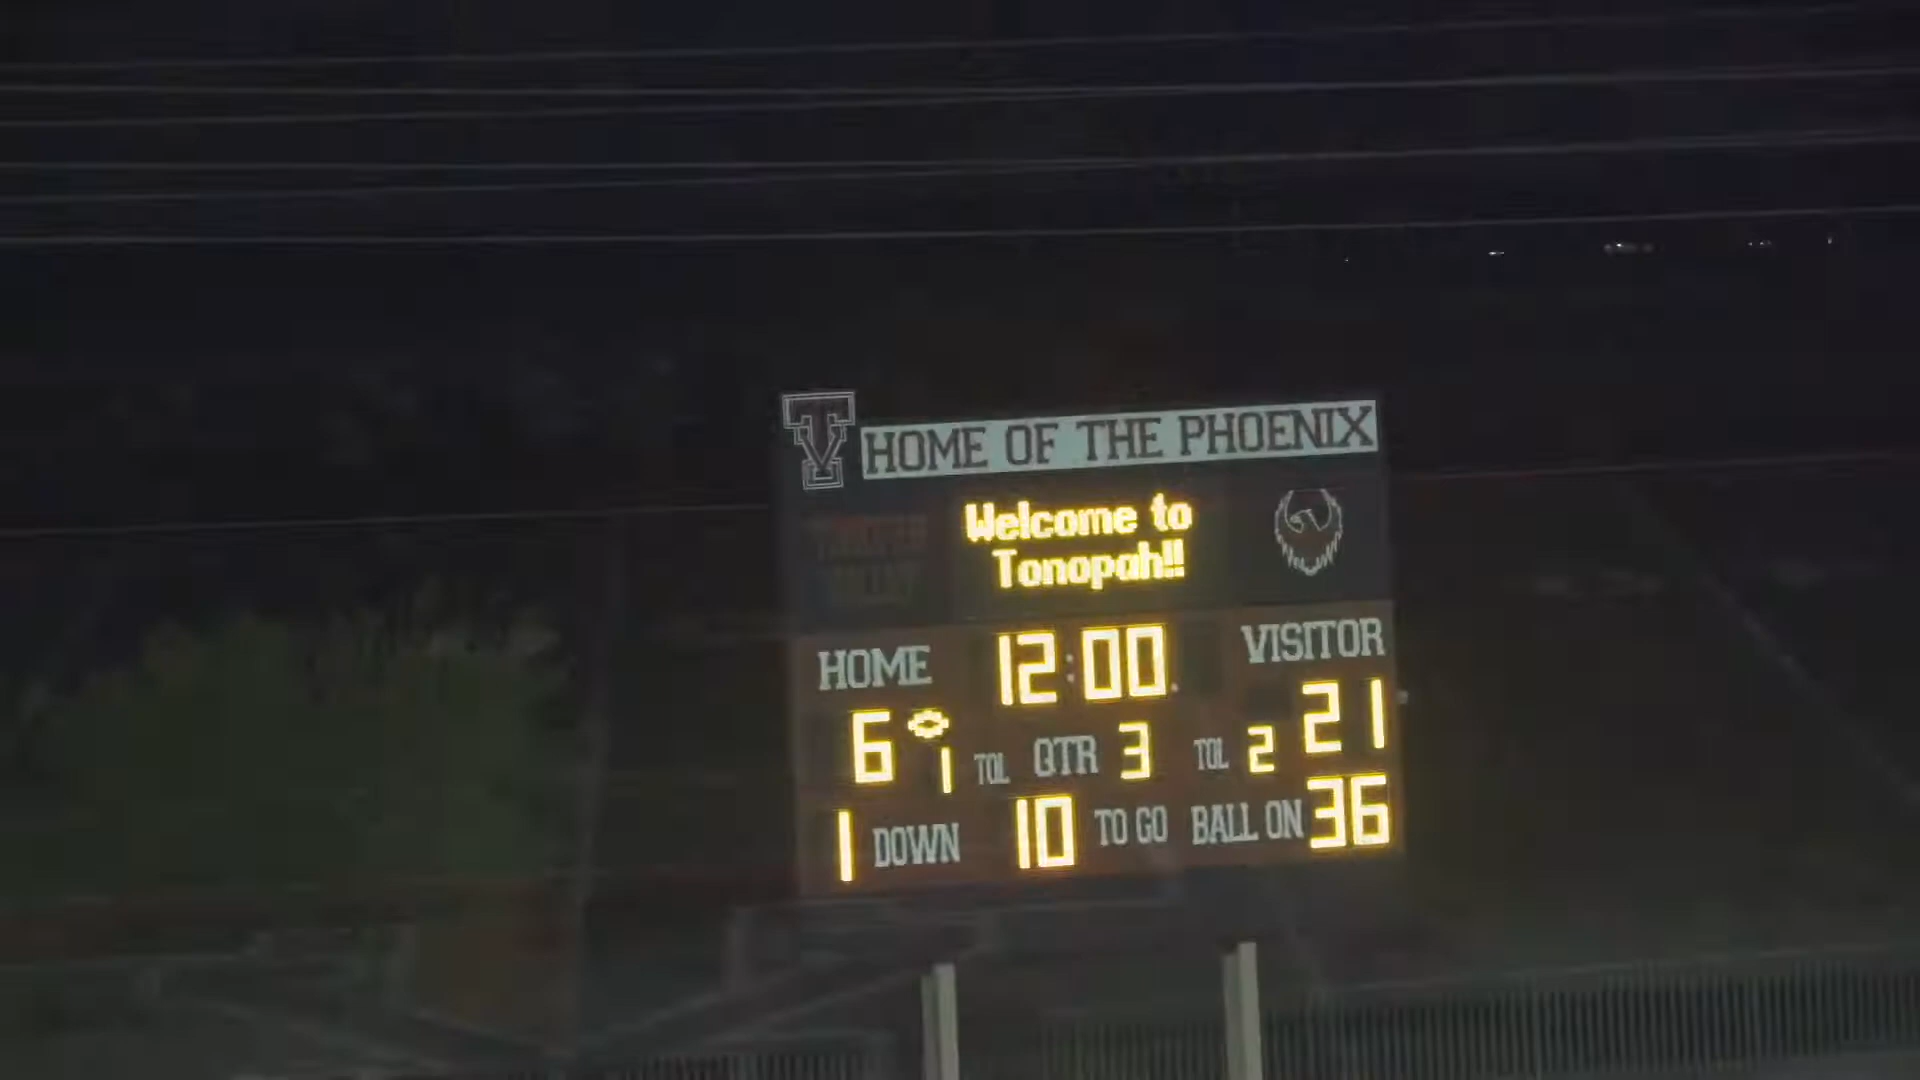 TV
HOME OF THE PHOENIX
Welcome to
Tonopah!!
HOME 12:00 VISITOR
6 1 TOL QTR 3 TOL 2 21
1 DOWN 10 TO GO BALL ON 36